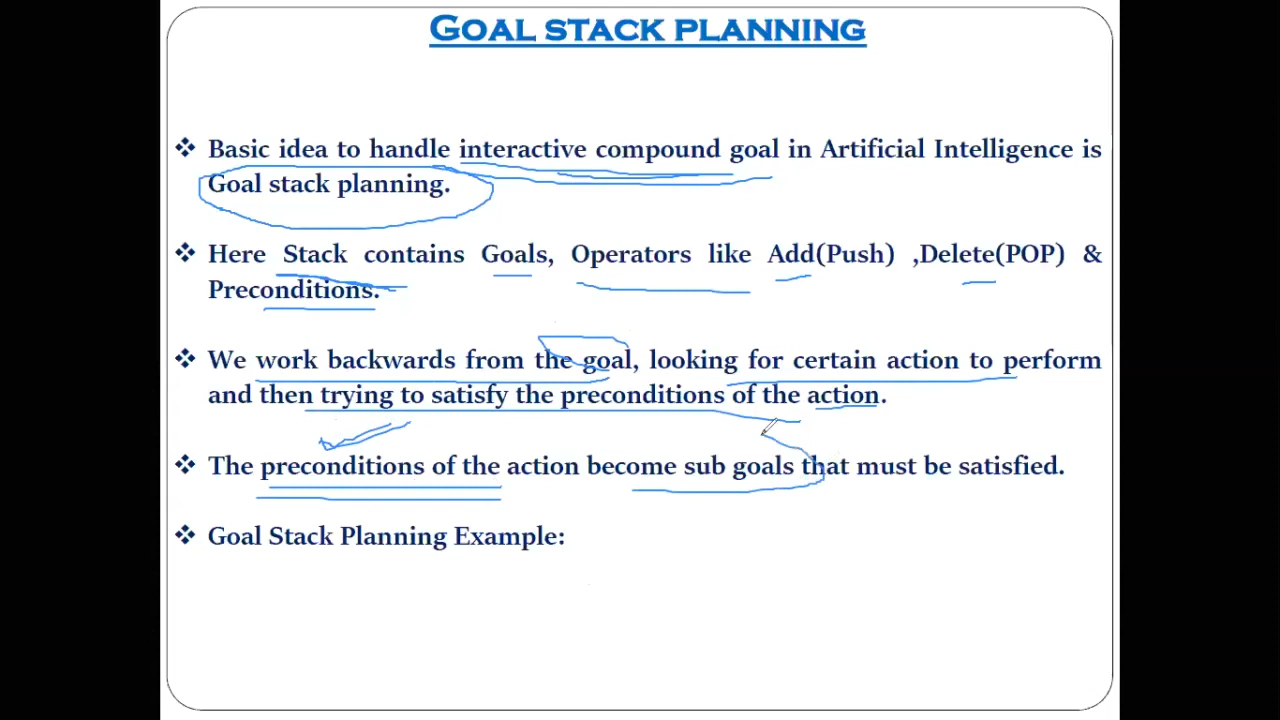 GOAL STACK PLANNING
❖ Basic idea to handle interactive compound goal in Artificial Intelligence is
Goal stack planning.
❖ Here Stack contains Goals, Operators like Add(Push) ,Delete(POP) &
Preconditions.
❖ We work backwards from the goal, looking for certain action to perform
and then trying to satisfy the preconditions of the action.
❖ The preconditions of the action become sub goals that must be satisfied.
❖ Goal Stack Planning Example: